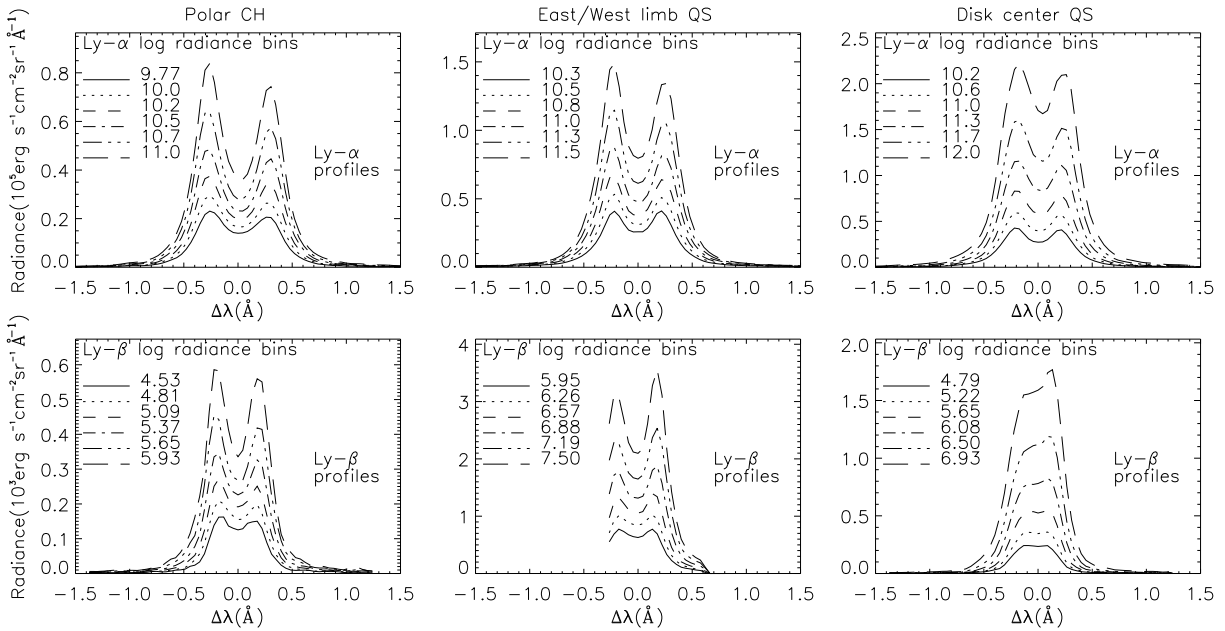 Polar CH
East/West limb QS
Disk center QS
Radiance(10⁵erg s⁻¹cm⁻²sr⁻¹ Å⁻¹)
Ly−α log radiance bins
9.77
10.0
10.2
10.5
10.7
11.0
Ly−α
profiles
0.8
0.6
0.4
0.2
0.0
−1.5 −1.0 −0.5 0.0 0.5 1.0 1.5
Δλ(Å)
Ly−α log radiance bins
10.3
10.5
10.8
11.0
11.3
11.5
Ly−α
profiles
1.5
1.0
0.5
0.0
−1.5 −1.0 −0.5 0.0 0.5 1.0 1.5
Δλ(Å)
Ly−α log radiance bins
10.2
10.6
11.0
11.3
11.7
12.0
Ly−α
profiles
2.5
2.0
1.5
1.0
0.5
0.0
−1.5 −1.0 −0.5 0.0 0.5 1.0 1.5
Δλ(Å)
Radiance(10³erg s⁻¹cm⁻²sr⁻¹ Å⁻¹)
Ly−β log radiance bins
4.53
4.81
5.09
5.37
5.65
5.93
Ly−β
profiles
0.6
0.5
0.4
0.3
0.2
0.1
0.0
−1.5 −1.0 −0.5 0.0 0.5 1.0 1.5
Δλ(Å)
Ly−β log radiance bins
5.95
6.26
6.57
6.88
7.19
7.50
Ly−β
profiles
4
3
2
1
0
−1.5 −1.0 −0.5 0.0 0.5 1.0 1.5
Δλ(Å)
Ly−β log radiance bins
4.79
5.22
5.65
6.08
6.50
6.93
Ly−β
profiles
2.0
1.5
1.0
0.5
0.0
−1.5 −1.0 −0.5 0.0 0.5 1.0 1.5
Δλ(Å)